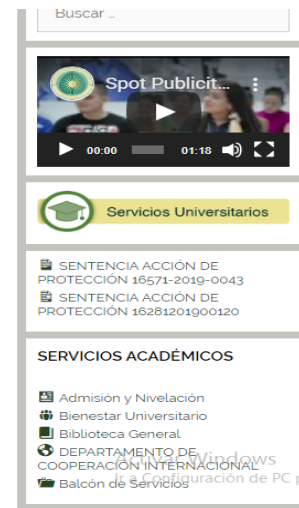 Buscar ..
Spot Publicit...
00:00
01:18
Servicios Universitarios
SENTENCIA ACCIÓN DE
PROTECCIÓN 16571-2019-0043
SENTENCIA ACCIÓN DE
PROTECCIÓN 16281201900120
SERVICIOS ACADÉMICOS
Admisión y Nivelación
Bienestar Universitario
Biblioteca General
DEPARTAMENTO DE
COOPERACIÓN INTERNACIONAL
Activar Windows
Balcón de Servicios
Ir a Configuración de PC p